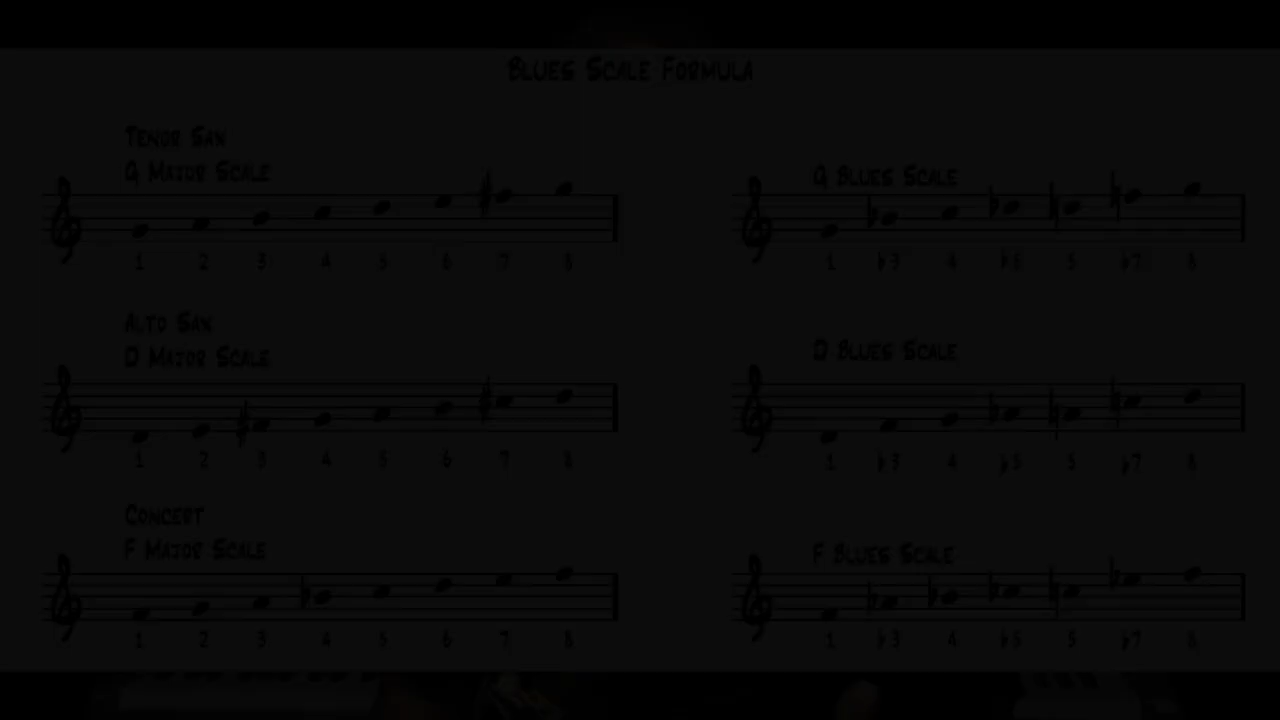 Blues Scale Formula
Tenor Sax
G Major Scale
1 2 3 4 5 6 7 8
G Blues Scale
1 ♭3 4 ♭5 5 ♭7 8
Alto Sax
D Major Scale
1 2 3 4 5 6 7 8
D Blues Scale
1 ♭3 4 ♭5 5 ♭7 8
Concert
F Major Scale
1 2 3 4 5 6 7 8
F Blues Scale
1 ♭3 4 ♭5 5 ♭7 8